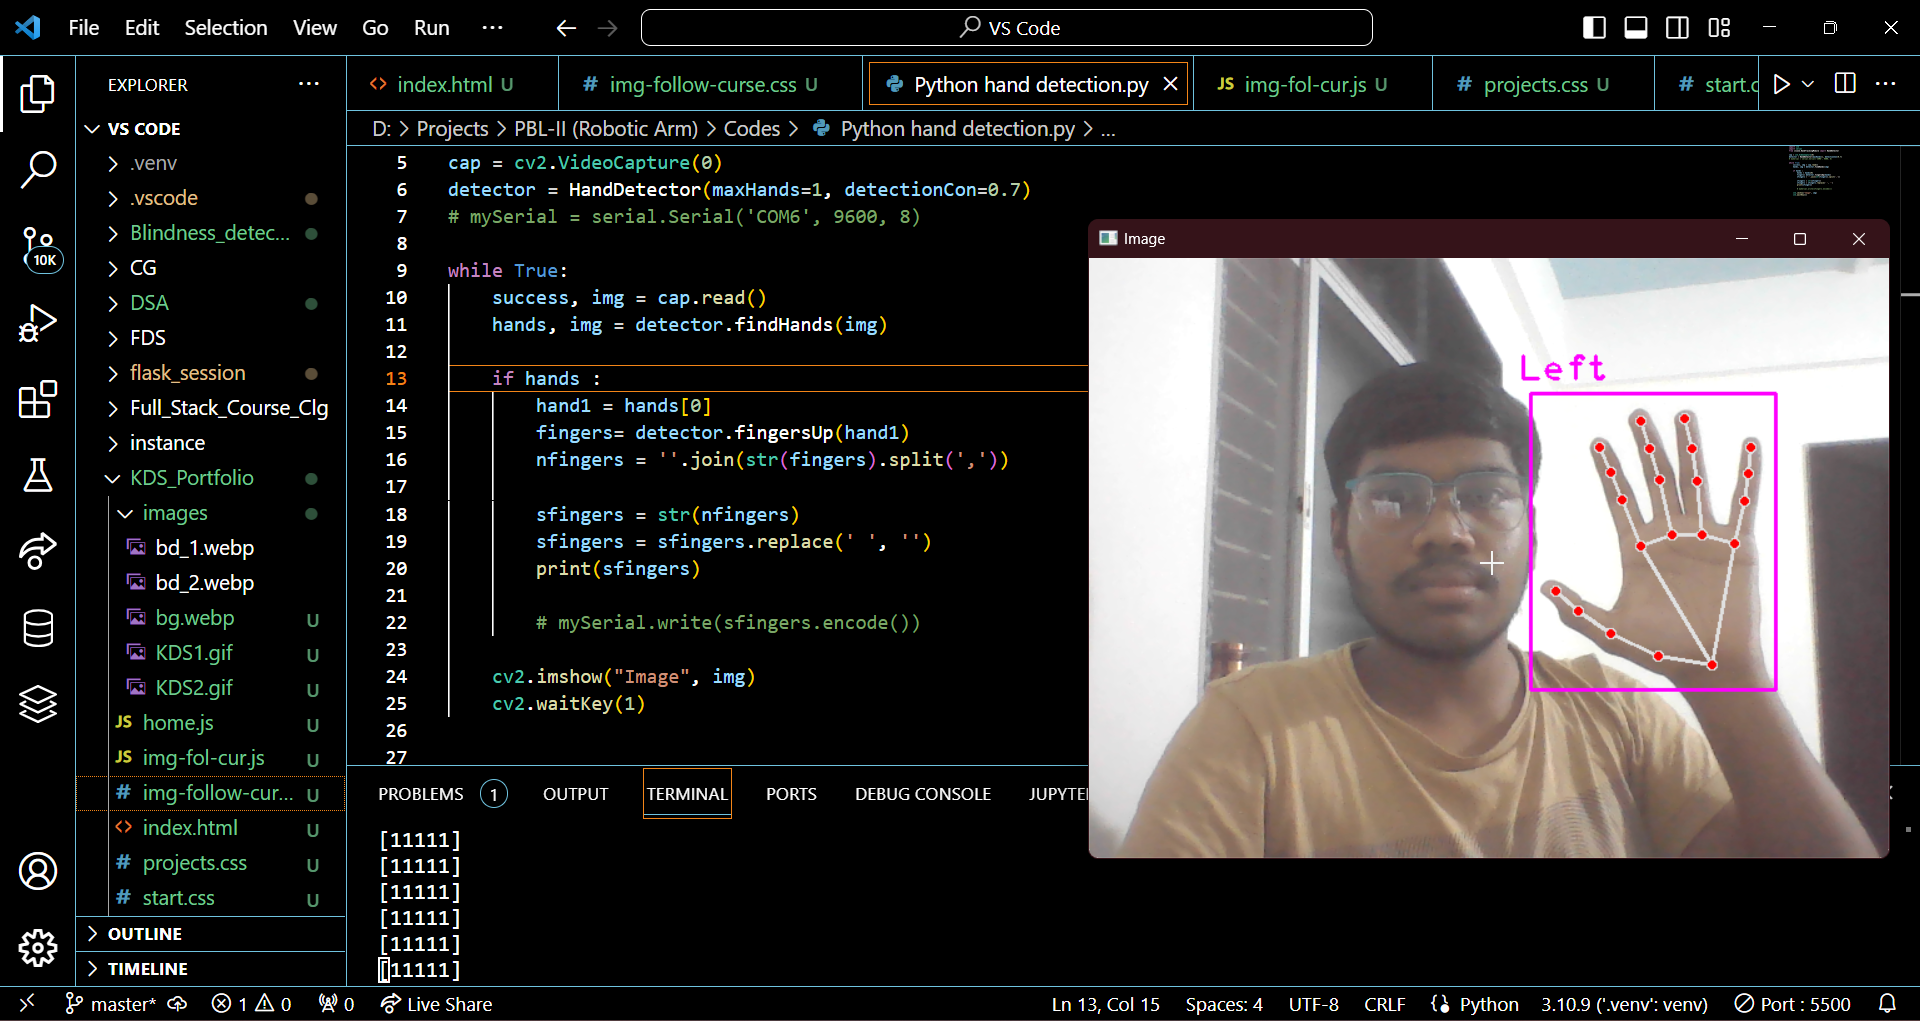 File Edit Selection View Go Run ... VS Code
EXPLORER ...
VS CODE
.venv
.vscode
Blindness_detec...
CG
DSA
FDS
flask_session
Full_Stack_Course_Clg
instance
KDS_Portfolio
images
bd_1.webp
bd_2.webp
bg.webp U
KDS1.gif U
KDS2.gif U
home.js U
img-fol-cur.js U
img-follow-cur... U
index.html U
projects.css U
start.css U
OUTLINE
TIMELINE
10K
index.html U img-follow-curse.css U Python hand detection.py img-fol-cur.js U projects.css U start.c
D: > Projects > PBL-II (Robotic Arm) > Codes > Python hand detection.py > ...
5 cap = cv2.VideoCapture(0)
6 detector = HandDetector(maxHands=1, detectionCon=0.7)
7 # mySerial = serial.Serial('COM6', 9600, 8)
8
9 while True:
10 success, img = cap.read()
11 hands, img = detector.findHands(img)
12
13 if hands :
14 hand1 = hands[0]
15 fingers= detector.fingersUp(hand1)
16 nfingers = ''.join(str(fingers).split(','))
17
18 sfingers = str(nfingers)
19 sfingers = sfingers.replace(' ', '')
20 print(sfingers)
21
22 # mySerial.write(sfingers.encode())
23
24 cv2.imshow("Image", img)
25 cv2.waitKey(1)
26
27
Image
Left
PROBLEMS 1 OUTPUT TERMINAL PORTS DEBUG CONSOLE JUPYTE
[11111]
[11111]
[11111]
[11111]
[11111]
[11111]
master* 1 0 0 Live Share Ln 13, Col 15 Spaces: 4 UTF-8 CRLF Python 3.10.9 ('.venv': venv) Port : 5500